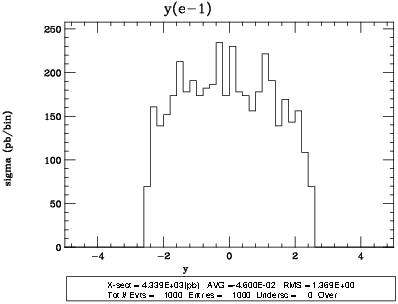 y(e−1)
sigma (pb/bin)
250
200
150
100
50
0
−4 −2 0 2 4
y
X-sect = 4.339E+03(pb) AVG = -4.600E-02 RMS = 1.369E+00
Tot # Evts = 1000 Entries = 1000 Undersc = 0 Over